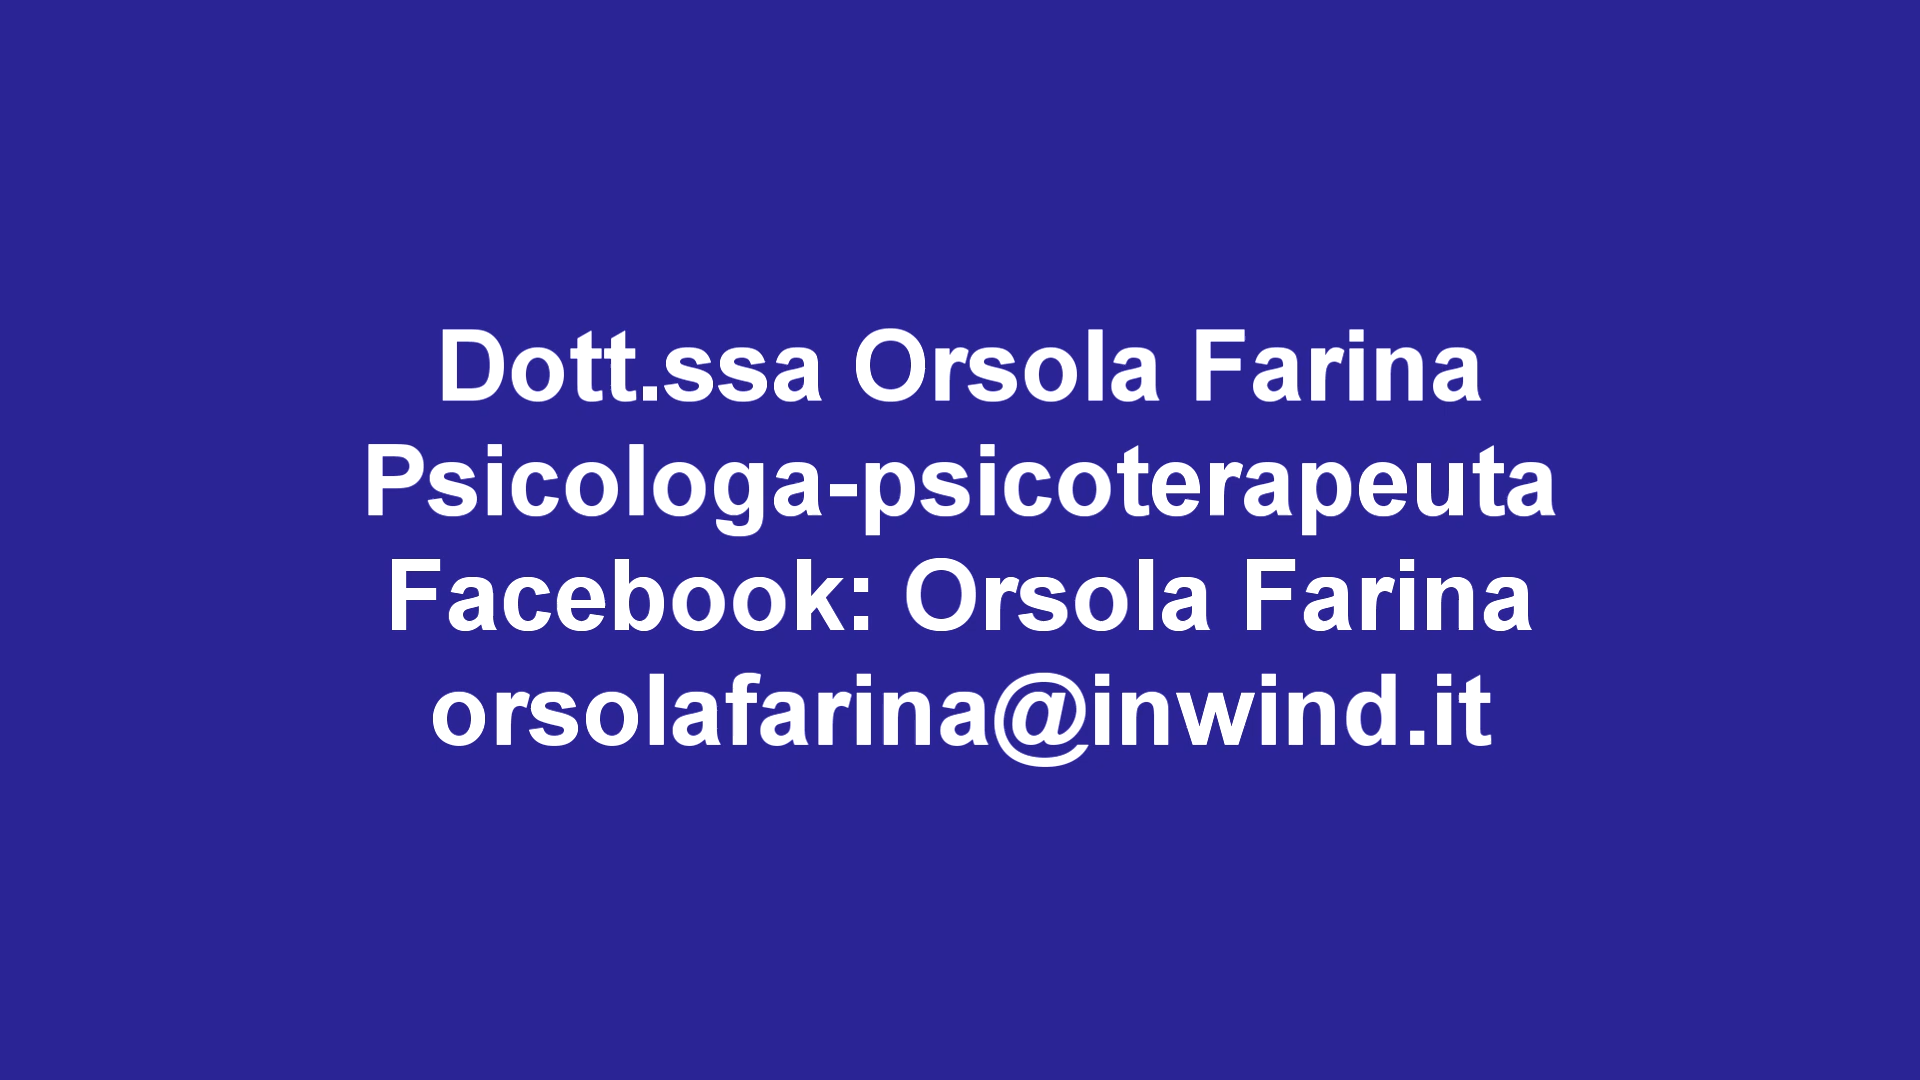 Dott.ssa Orsola Farina
Psicologa-psicoterapeuta
Facebook: Orsola Farina
orsolafarina@inwind.it